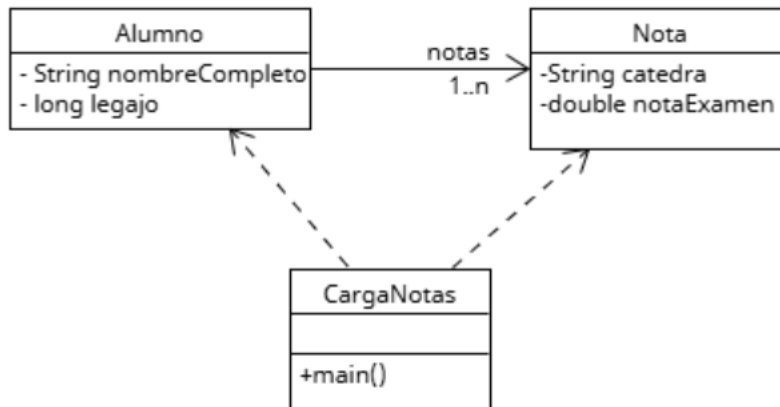 Alumno
- String nombreCompleto
- long legajo
notas
1..n
Nota
-String catedra
-double notaExamen
CargaNotas
+main()